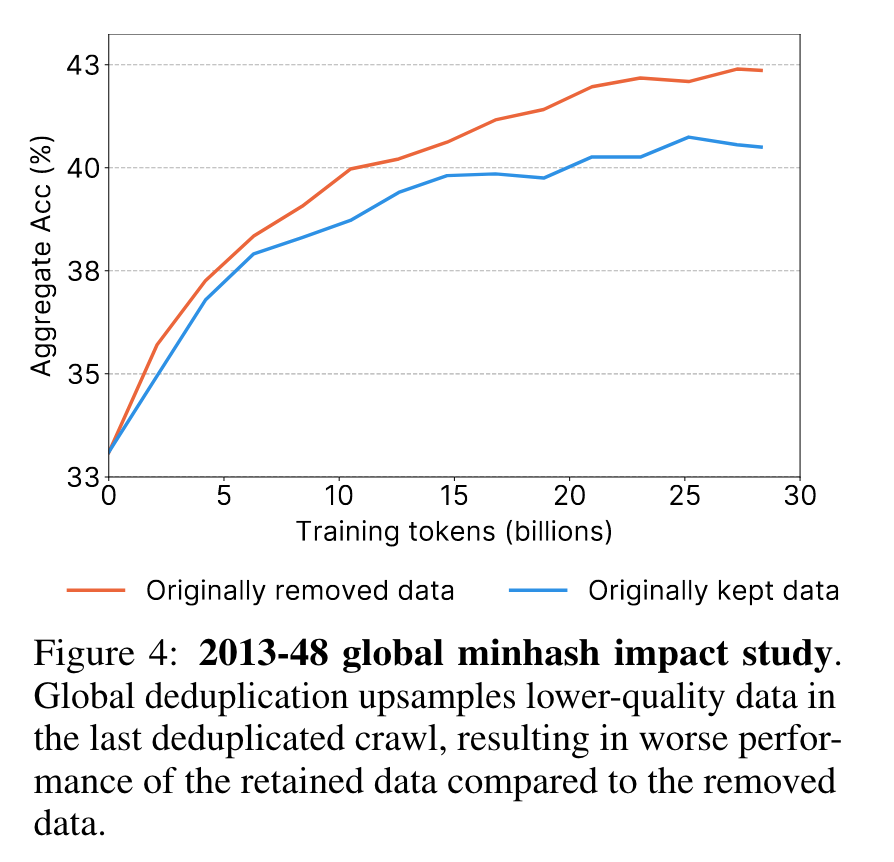 43
40
38
35
33
Aggregate Acc (%)
0 5 10 15 20 25 30
Training tokens (billions)
Originally removed data Originally kept data
Figure 4: 2013-48 global minhash impact study.
Global deduplication upsamples lower-quality data in
the last deduplicated crawl, resulting in worse perfor-
mance of the retained data compared to the removed
data.